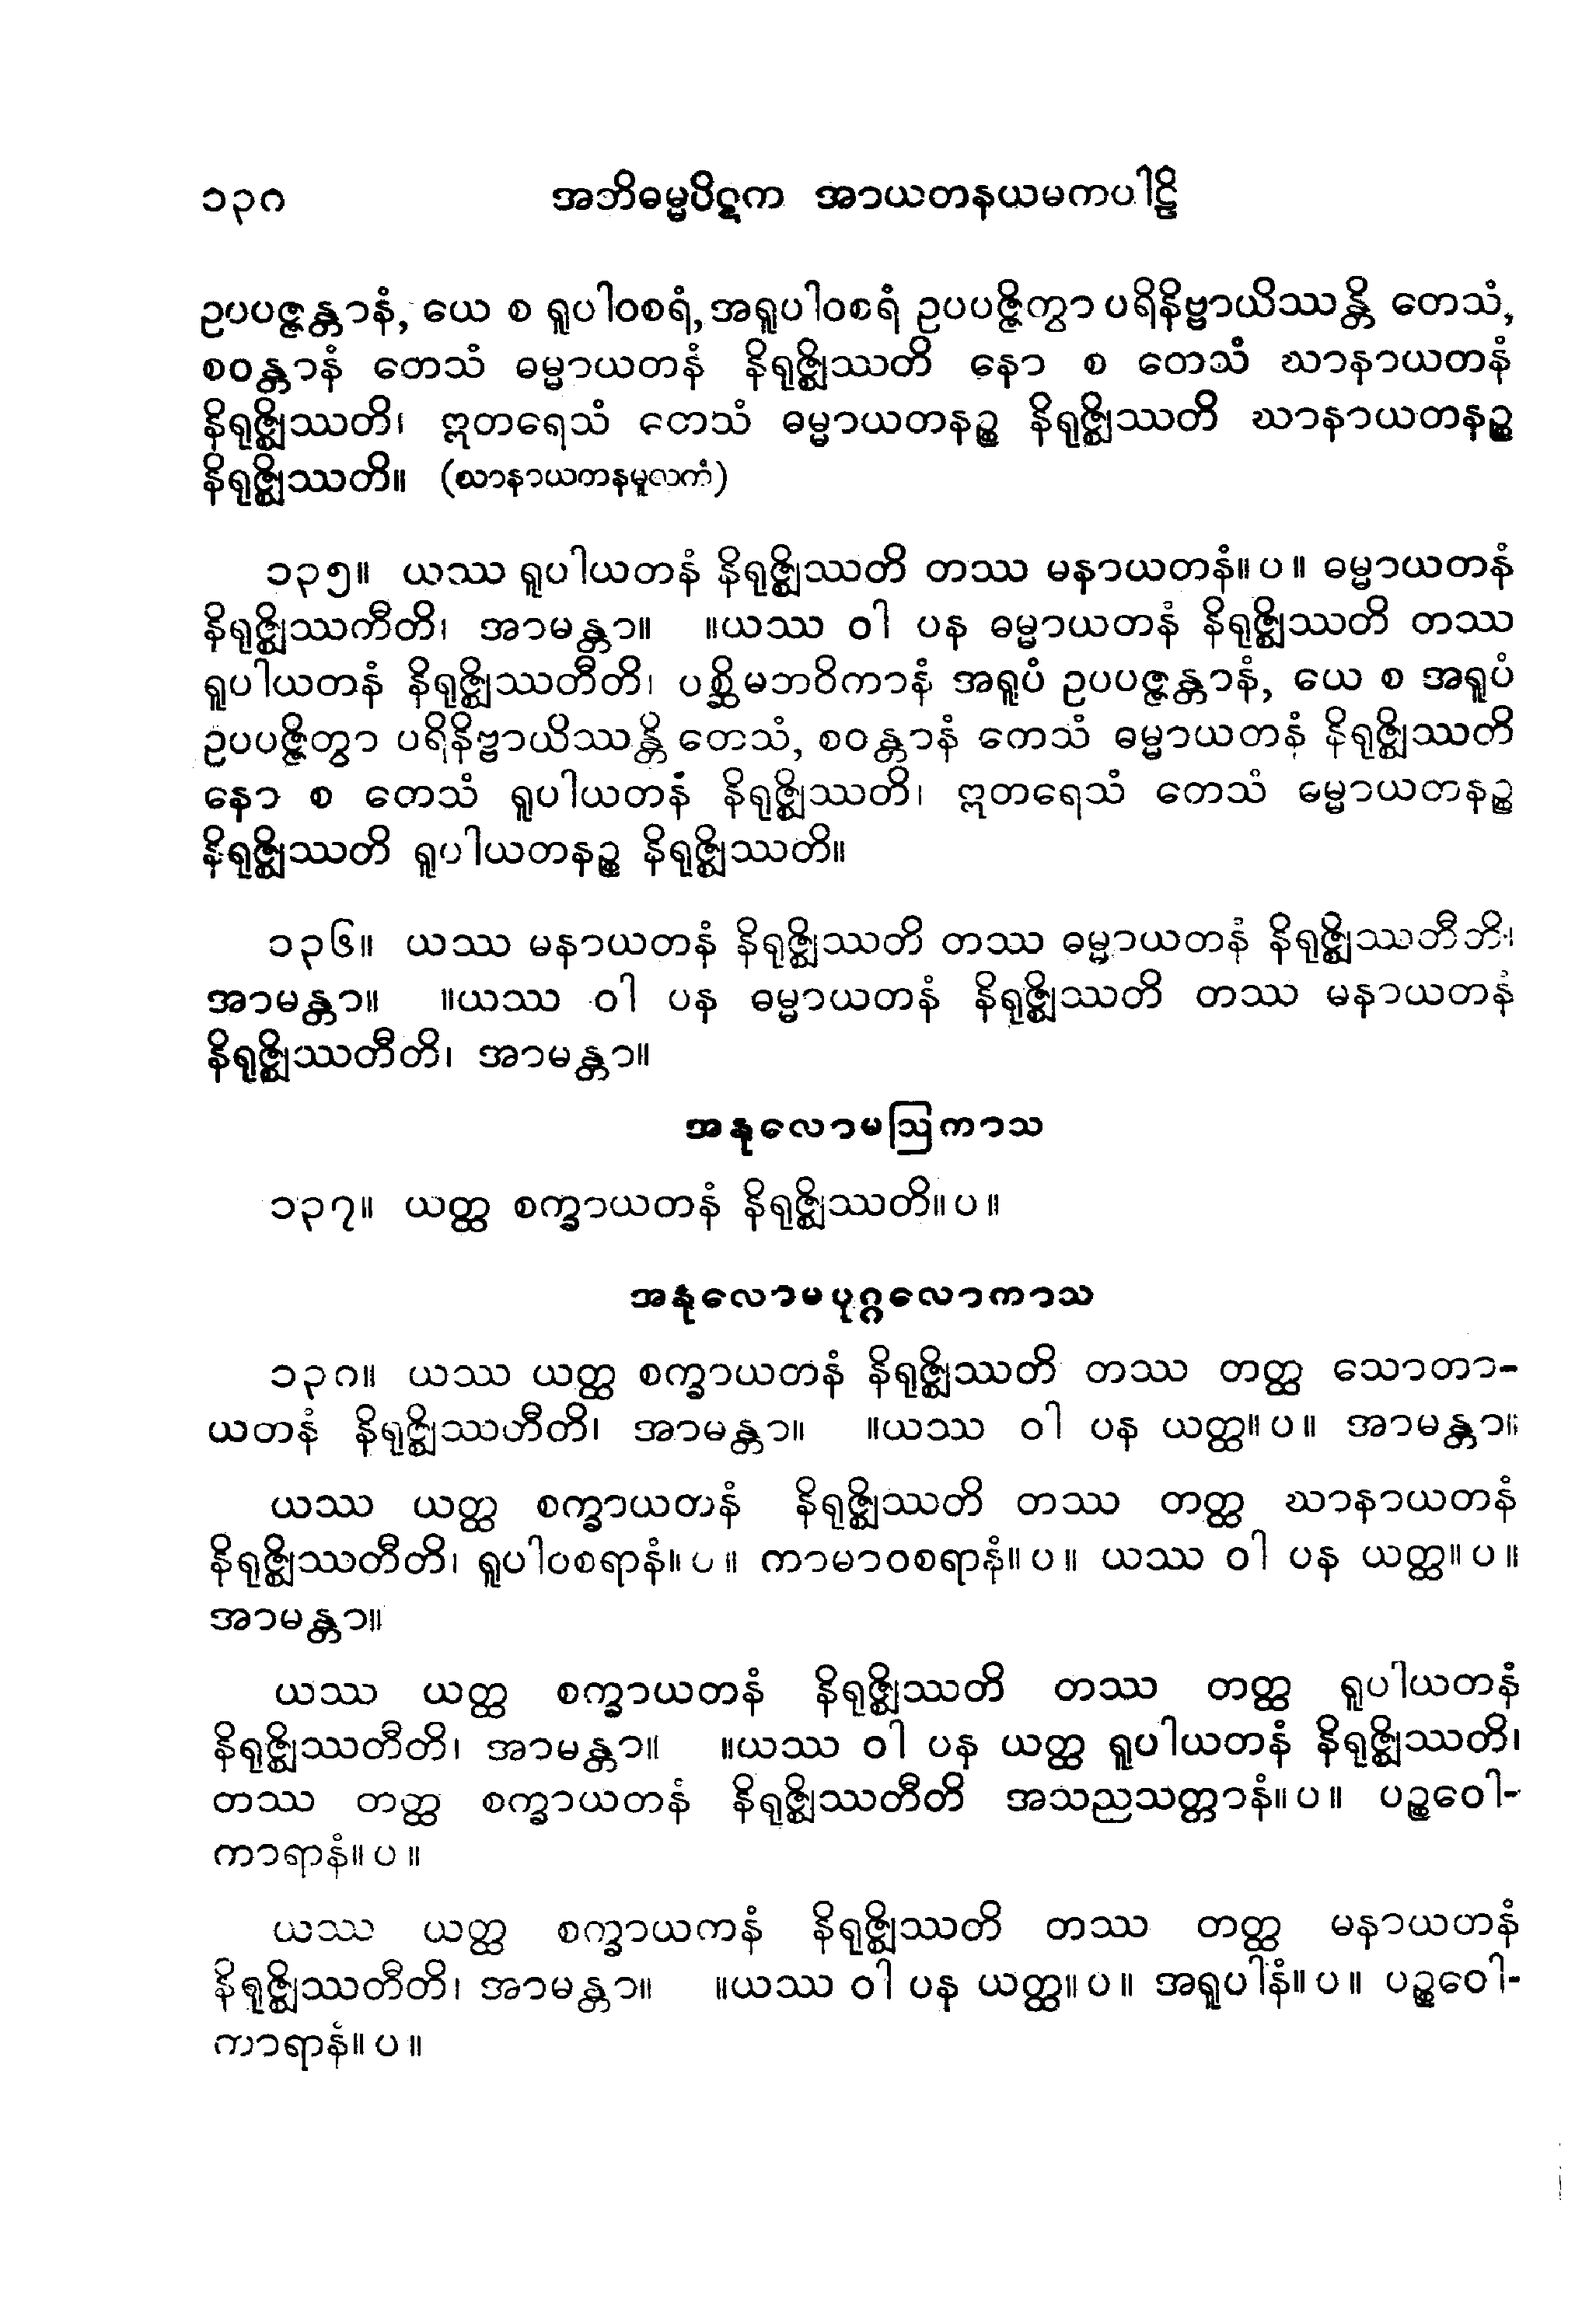 ၁၃၈ အဘိဓမ္မပိဋက အာယတနယမကပါဠိ
ဥပပဇ္ဇန္တာနံ, ယေ စ ရူပါဝစရံ, အရူပါဝစရံ ဥပပဇ္ဇိတွာ ပရိနိဗ္ဗာယိဿန္တိ တေသံ,
စဝန္တာနံ တေသံ ဓမ္မာယတနံ နိရုဇ္ဈိဿတိ နော စ တေသံ ဃာနာယတနံ
နိရုဇ္ဈိဿတိ၊ ဣတရေသံ တေသံ ဓမ္မာယတနဉ္စ နိရုဇ္ဈိဿတိ ဃာနာယတနဉ္စ
နိရုဇ္ဈိဿတိ။ (ဃာနာယတနမူလကံ)
၁၃၅။ ယဿ ရူပါယတနံ နိရုဇ္ဈိဿတိ တဿ မနာယတနံ။ပ။ ဓမ္မာယတနံ
နိရုဇ္ဈိဿတီတိ၊ အာမန္တာ။ ။ယဿ ဝါ ပန ဓမ္မာယတနံ နိရုဇ္ဈိဿတိ တဿ
ရူပါယတနံ နိရုဇ္ဈိဿတီတိ၊ ပစ္ဆိမဘဝိကာနံ အရူပံ ဥပပဇ္ဇန္တာနံ, ယေ စ အရူပံ
ဥပပဇ္ဇိတွာ ပရိနိဗ္ဗာယိဿန္တိ တေသံ, စဝန္တာနံ တေသံ ဓမ္မာယတနံ နိရုဇ္ဈိဿတိ
နော စ တေသံ ရူပါယတနံ နိရုဇ္ဈိဿတိ၊ ဣတရေသံ တေသံ ဓမ္မာယတနဉ္စ
နိရုဇ္ဈိဿတိ ရူပါယတနဉ္စ နိရုဇ္ဈိဿတိ။
၁၃၆။ ယဿ မနာယတနံ နိရုဇ္ဈိဿတိ တဿ ဓမ္မာယတနံ နိရုဇ္ဈိဿတီတိ၊
အာမန္တာ။ ။ယဿ ဝါ ပန ဓမ္မာယတနံ နိရုဇ္ဈိဿတိ တဿ မနာယတနံ
နိရုဇ္ဈိဿတီတိ၊ အာမန္တာ။
အနုလောမဩကာသ
၁၃၇။ ယတ္ထ စက္ခာယတနံ နိရုဇ္ဈိဿတိ။ပ။
အနုလောမပုဂ္ဂလောကာသ
၁၃၈။ ယဿ ယတ္ထ စက္ခာယတနံ နိရုဇ္ဈိဿတိ တဿ တတ္ထ သောတာ-
ယတနံ နိရုဇ္ဈိဿတီတိ၊ အာမန္တာ။ ။ယဿ ဝါ ပန ယတ္ထ။ပ။ အာမန္တာ။
ယဿ ယတ္ထ စက္ခာယတနံ နိရုဇ္ဈိဿတိ တဿ တတ္ထ ဃာနာယတနံ
နိရုဇ္ဈိဿတီတိ၊ ရူပါဝစရာနံ။ပ။ ကာမာဝစရာနံ။ပ။ ယဿ ဝါ ပန ယတ္ထ။ပ။
အာမန္တာ။
ယဿ ယတ္ထ စက္ခာယတနံ နိရုဇ္ဈိဿတိ တဿ တတ္ထ ရူပါယတနံ
နိရုဇ္ဈိဿတီတိ၊ အာမန္တာ။ ။ယဿ ဝါ ပန ယတ္ထ ရူပါယတနံ နိရုဇ္ဈိဿတိ၊
တဿ တတ္ထ စက္ခာယတနံ နိရုဇ္ဈိဿတီတိ အသညသတ္တာနံ။ပ။ ပဉ္စဝေါ-
ကာရာနံ။ပ။
ယဿ ယတ္ထ စက္ခာယတနံ နိရုဇ္ဈိဿတိ တဿ တတ္ထ မနာယတနံ
နိရုဇ္ဈိဿတီတိ၊ အာမန္တာ။ ။ယဿ ဝါ ပန ယတ္ထ။ပ။ အရူပါနံ။ပ။ ပဉ္စဝေါ-
ကာရာနံ။ပ။